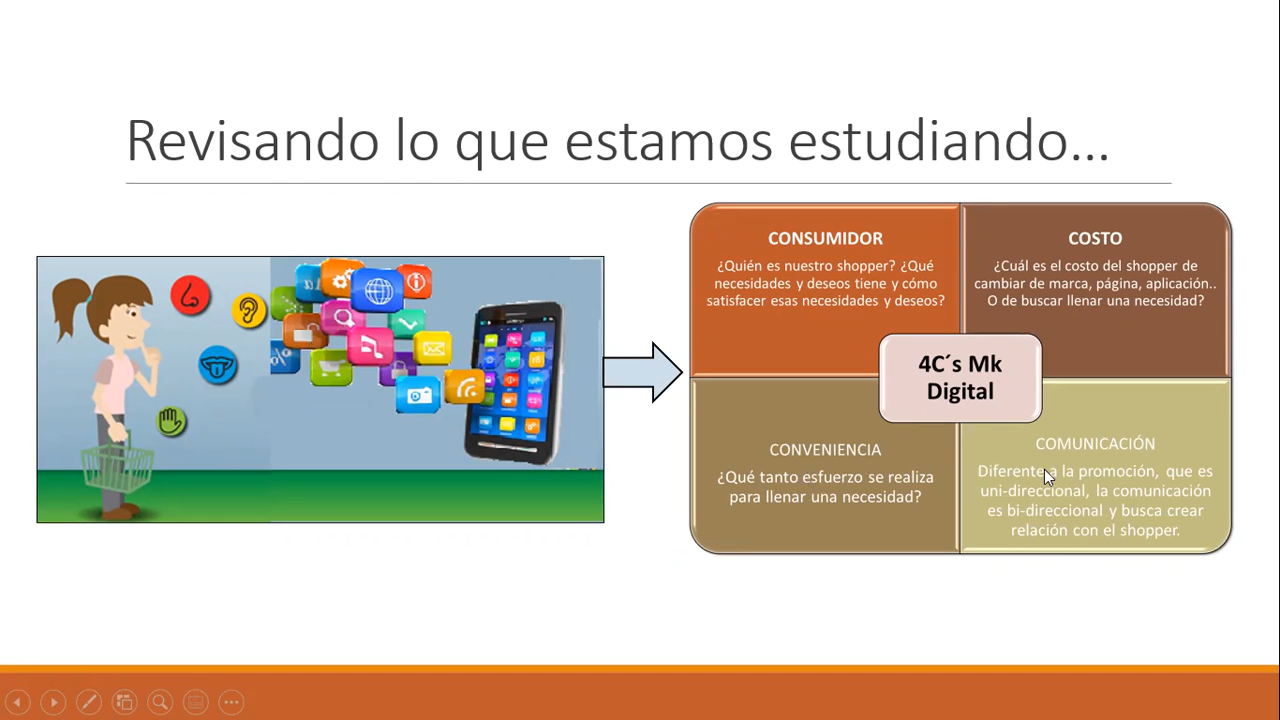 Revisando lo que estamos estudiando...
CONSUMIDOR
¿Quién es nuestro shopper? ¿Qué
necesidades y deseos tiene y cómo
satisfacer esas necesidades y deseos?
COSTO
¿Cuál es el costo del shopper de
cambiar de marca, página, aplicación..
O de buscar llenar una necesidad?
4C´s Mk
Digital
CONVENIENCIA
¿Qué tanto esfuerzo se realiza
para llenar una necesidad?
COMUNICACIÓN
Diferente a la promoción, que es
uni-direccional, la comunicación
es bi-direccional y busca crear
relación con el shopper.